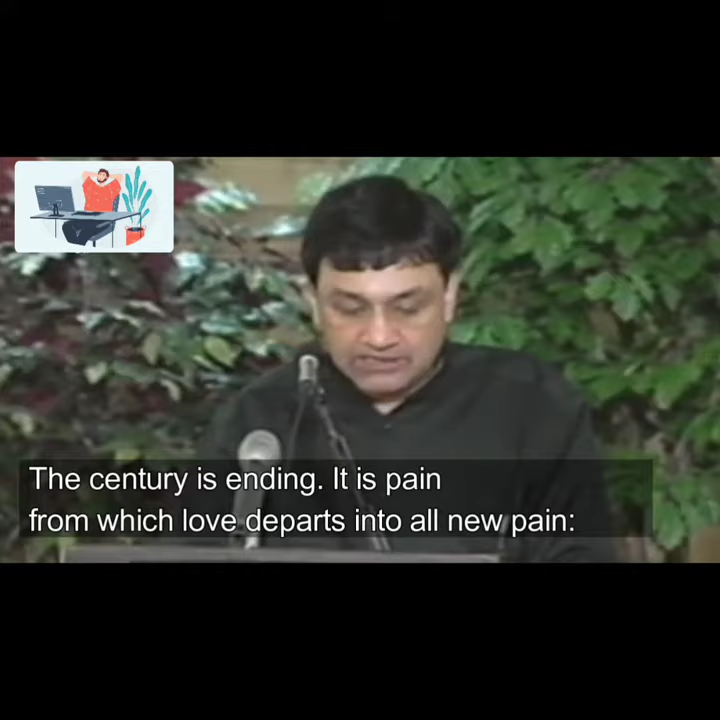 The century is ending. It is pain
from which love departs into all new pain: